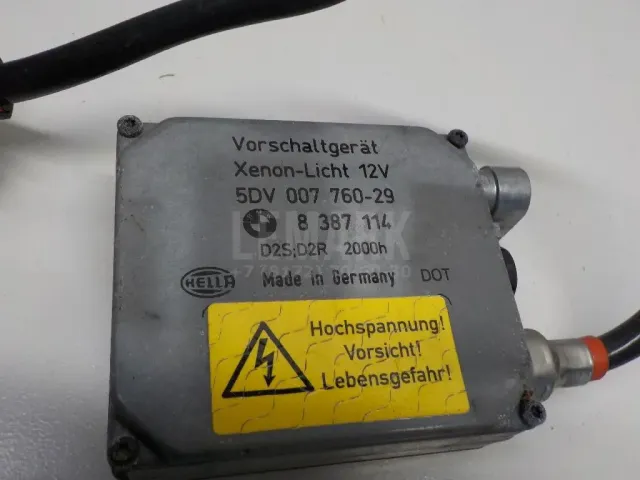 Vorschaltgerät
Xenon-Licht 12V
5DV 007 760-29
8 387 114
D2S;D2R 2000h
HELLA Made in Germany DOT
Hochspannung!
Vorsicht!
Lebensgefahr!